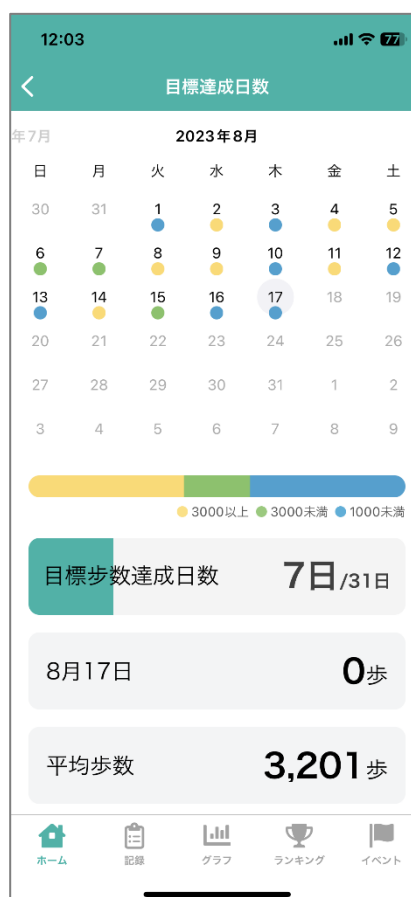 12:03 77
目標達成日数
年7月 2023年8月
日 月 火 水 木 金 土
30 31 1 2 3 4 5
6 7 8 9 10 11 12
13 14 15 16 17 18 19
20 21 22 23 24 25 26
27 28 29 30 31 1 2
3 4 5 6 7 8 9
3000以上 3000未満 1000未満
目標歩数達成日数 7日/31日
8月17日 0歩
平均歩数 3,201歩
ホーム 記録 グラフ ランキング イベント